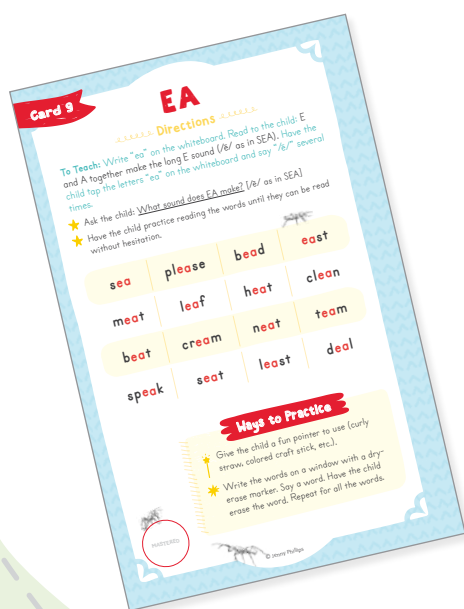 Card 9
EA
Directions
To Teach: Write "ea" on the whiteboard. Read to the child: E
and A together make the long E sound (/ē/ as in SEA). Have the
child tap the letters "ea" on the whiteboard and say "/ē/" several
times.
Ask the child: What sound does EA make? [/ē/ as in SEA]
Have the child practice reading the words until they can be read
without hesitation.
sea please bead east
meat leaf heat clean
beat cream neat team
speak seat least deal
Ways to Practice
Give the child a fun pointer to use (curly
straw, colored craft stick, etc.).
Write the words on a window with a dry-
erase marker. Say a word. Have the child
erase the word. Repeat for all the words.
MASTERED
© Jenny Phillips